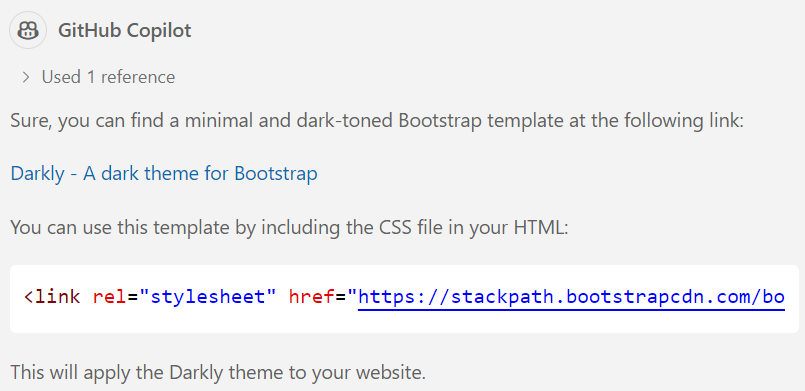 GitHub Copilot
Used 1 reference
Sure, you can find a minimal and dark-toned Bootstrap template at the following link:
Darkly - A dark theme for Bootstrap
You can use this template by including the CSS file in your HTML:
<link rel="stylesheet" href="https://stackpath.bootstrapcdn.com/bo
This will apply the Darkly theme to your website.